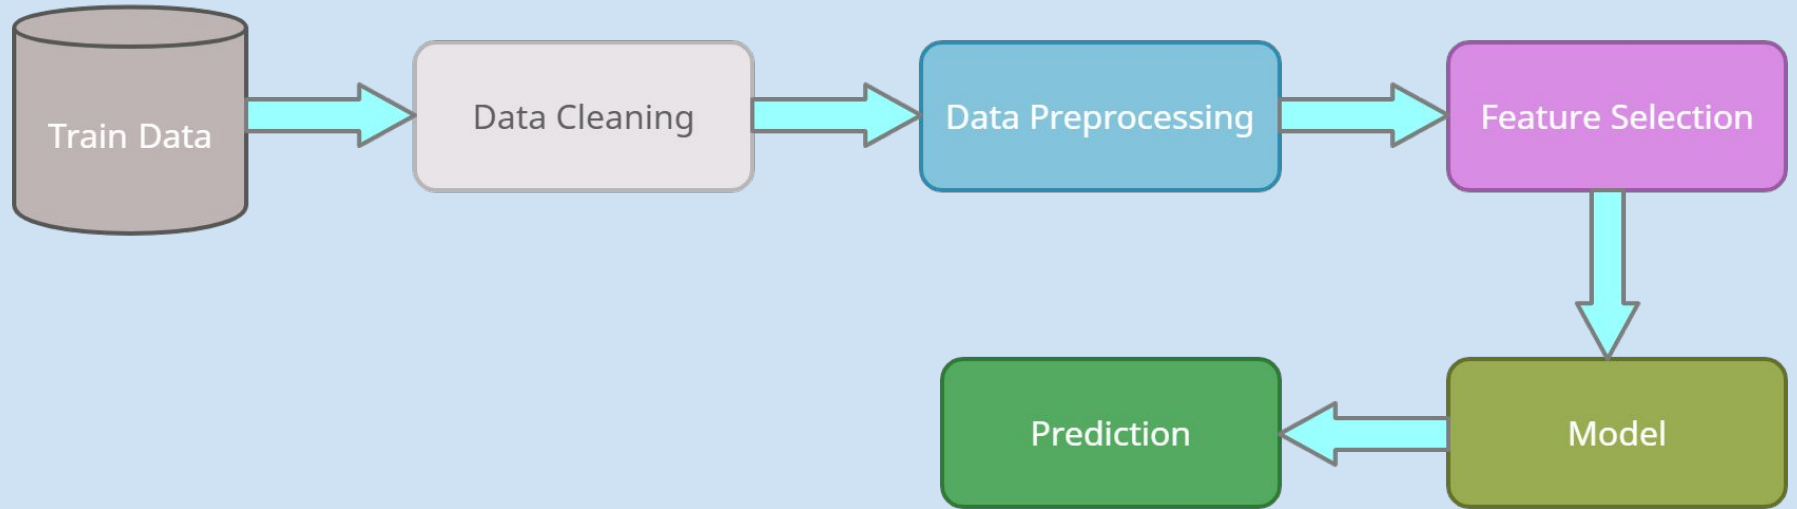 Train Data
Data Cleaning
Data Preprocessing
Feature Selection
Model
Prediction